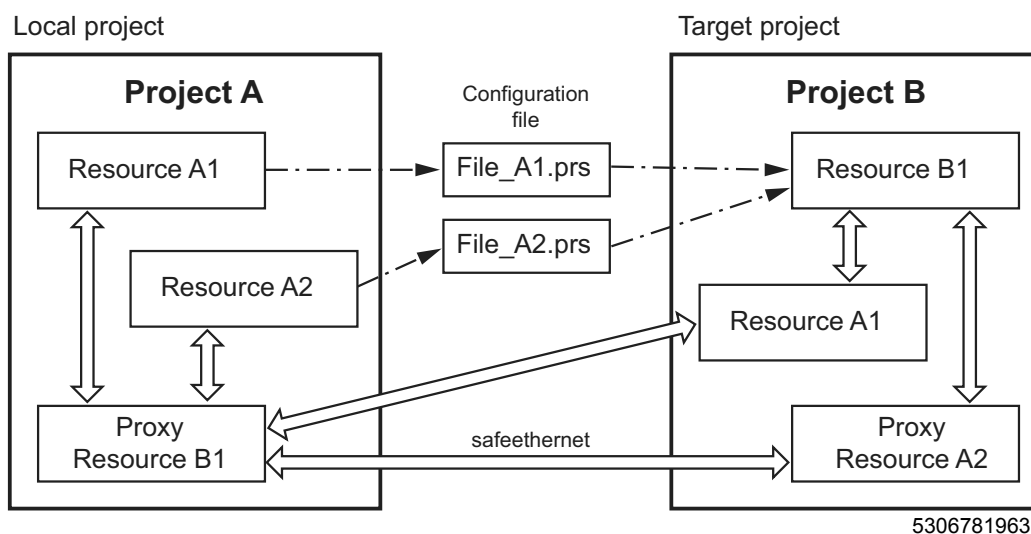 Local project
Target project
Project A
Configuration
file
Project B
Resource A1
File_A1.prs
Resource B1
File_A2.prs
Resource A2
Resource A1
Proxy
Resource B1
safeethernet
Proxy
Resource A2
5306781963